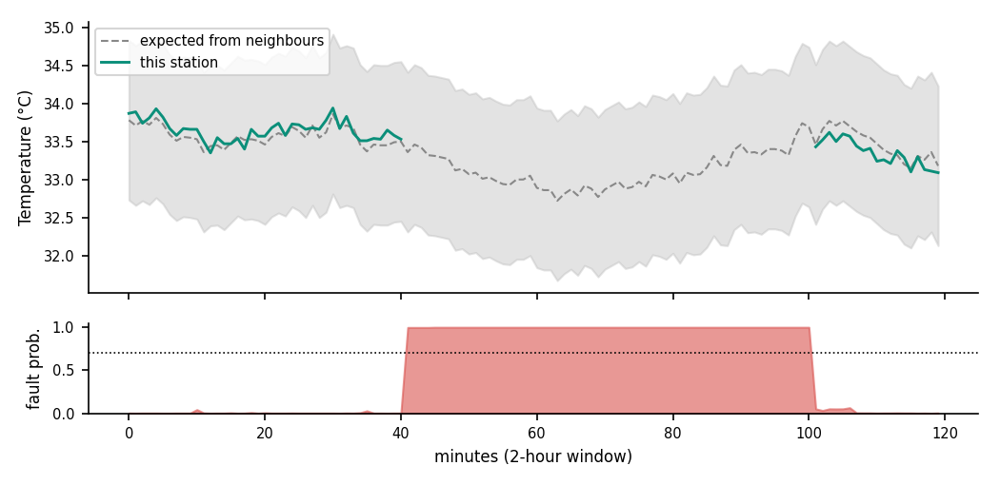 35.0
34.5
34.0
33.5
33.0
32.5
32.0
Temperature (°C)
expected from neighbours
this station
1.0
0.5
0.0
fault prob.
0 20 40 60 80 100 120
minutes (2-hour window)